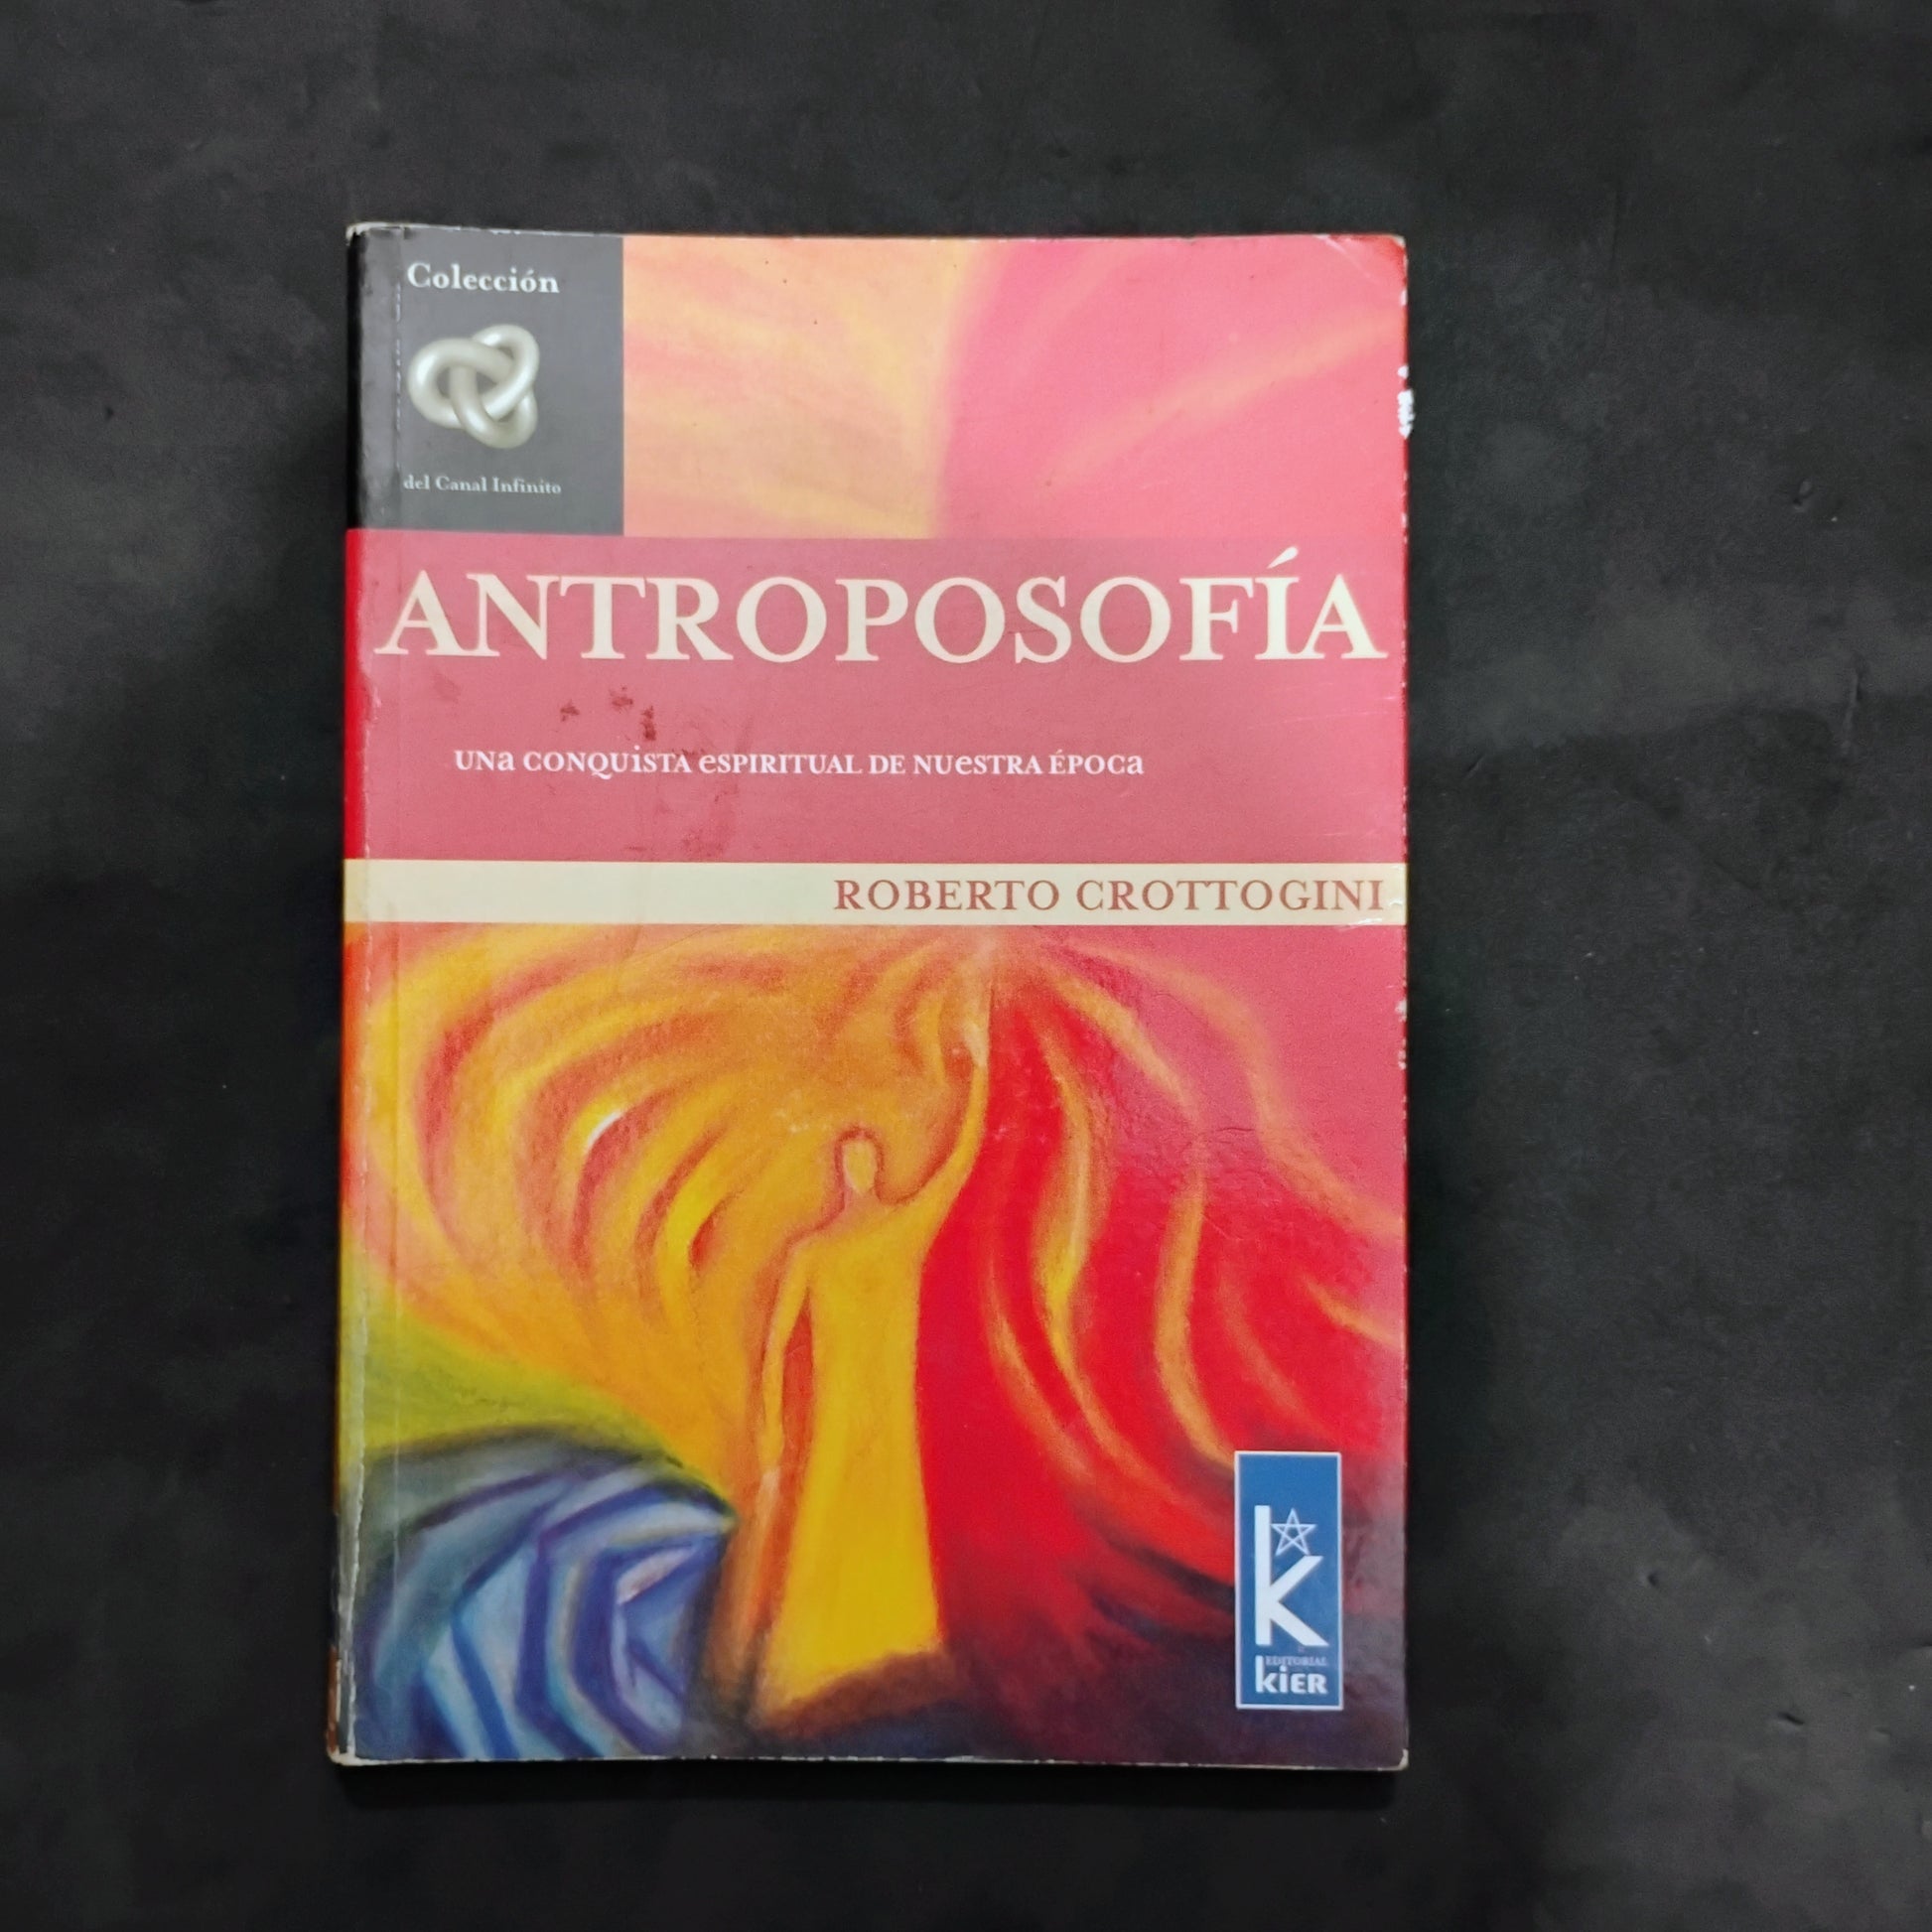 Colección
del Canal Infinito
ANTROPOSOFÍA
UNa CONQUiSTA eSPIRITUAL DE NUeSTRA ÉPOCa
ROBERTO CROTTOGINI
k
EDITORIAL
kiER